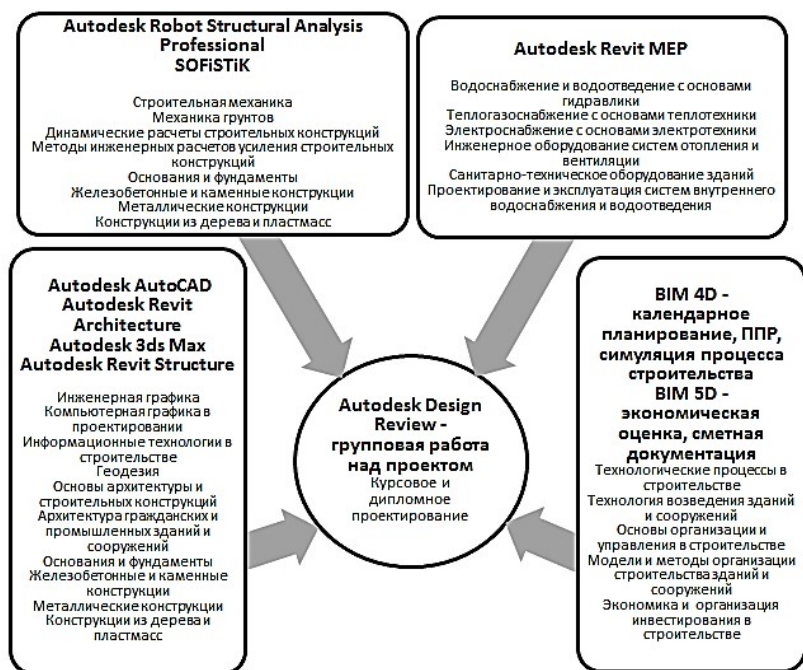 Autodesk Robot Structural Analysis
Professional
SOFiSTiK
Строительная механика
Механика грунтов
Динамические расчеты строительных конструкций
Методы инженерных расчетов усиления строительных
конструкций
Основания и фундаменты
Железобетонные и каменные конструкции
Металлические конструкции
Конструкции из дерева и пластмасс
Autodesk Revit MEP
Водоснабжение и водоотведение с основами
гидравлики
Теплогазоснабжение с основами теплотехники
Электроснабжение с основами электротехники
Инженерное оборудование систем отопления и
вентиляции
Санитарно-техническое оборудование зданий
Проектирование и эксплуатация систем внутреннего
водоснабжения и водоотведения
Autodesk AutoCAD
Autodesk Revit
Architecture
Autodesk 3ds Max
Autodesk Revit Structure
Инженерная графика
Компьютерная графика в
проектировании
Информационные технологии в
строительстве
Геодезия
Основы архитектуры и
строительных конструкций
Архитектура гражданских и
промышленных зданий и
сооружений
Основания и фундаменты
Железобетонные и каменные
конструкции
Металлические конструкции
Конструкции из дерева и
пластмасс
Autodesk Design
Review -
групповая работа
над проектом
Курсовое и
дипломное
проектирование
BIM 4D -
календарное
планирование, ППР,
симуляция процесса
строительства
BIM 5D -
экономическая
оценка, сметная
документация
Технологические процессы в
строительстве
Технология возведения зданий
и сооружений
Основы организации и
управления в строительстве
Модели и методы организации
строительства зданий и
сооружений
Экономика и организация
инвестирования в
строительстве